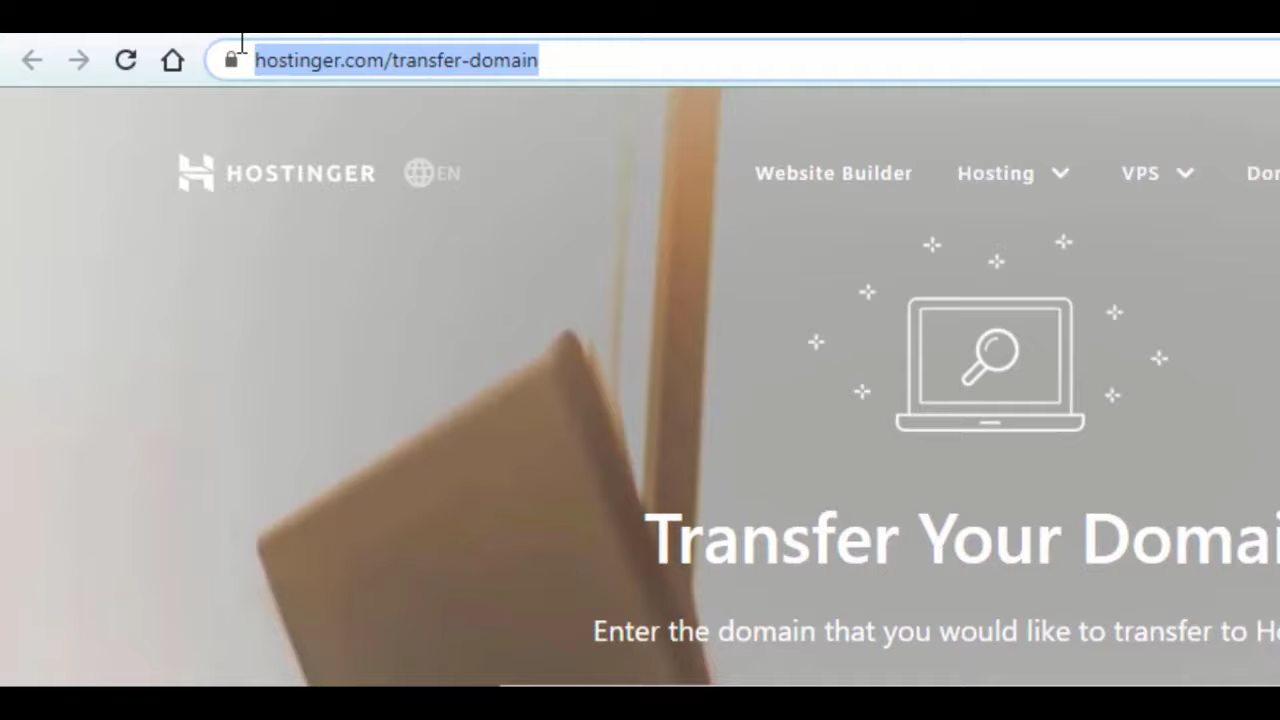 hostinger.com/transfer-domain
HOSTINGER EN Website Builder Hosting VPS
Transfer Your Domai
Enter the domain that you would like to transfer to